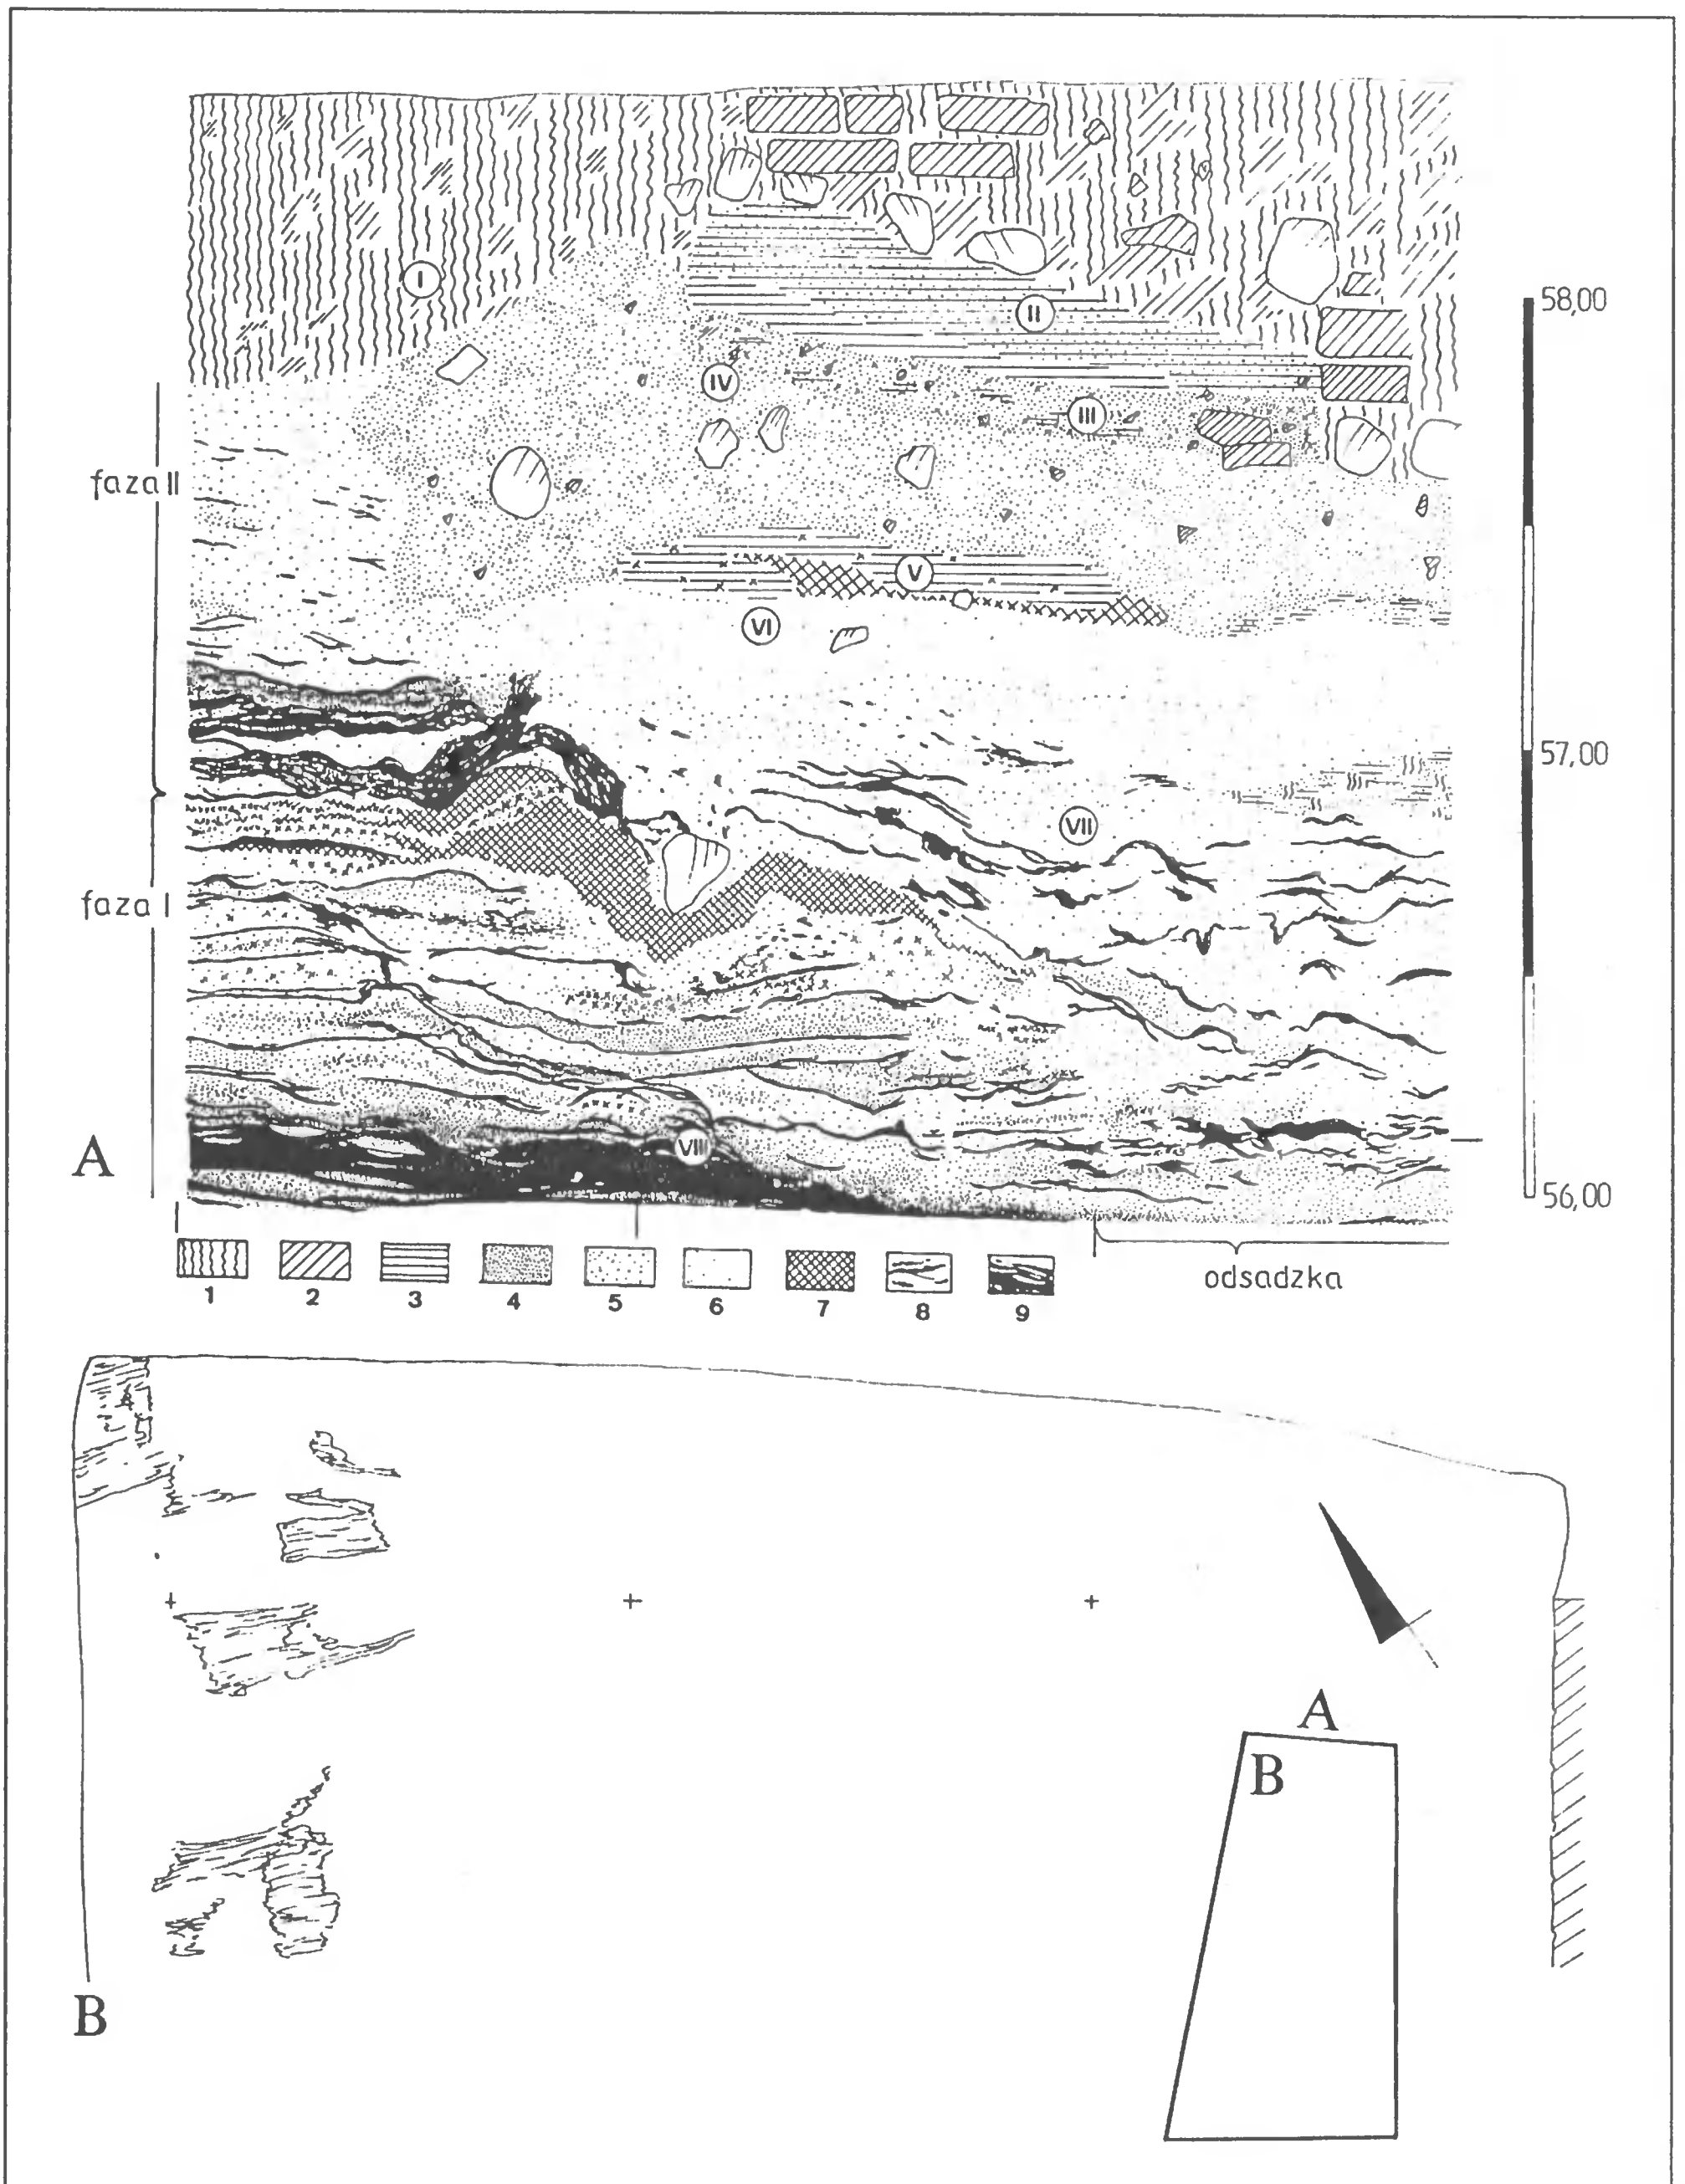 I
58,00
II
IV
III
faza II
V
VI
57,00
VII
faza I
VIII
A
56,00
1 2 3 4 5 6 7 8 9
odsadzka
A
B
B